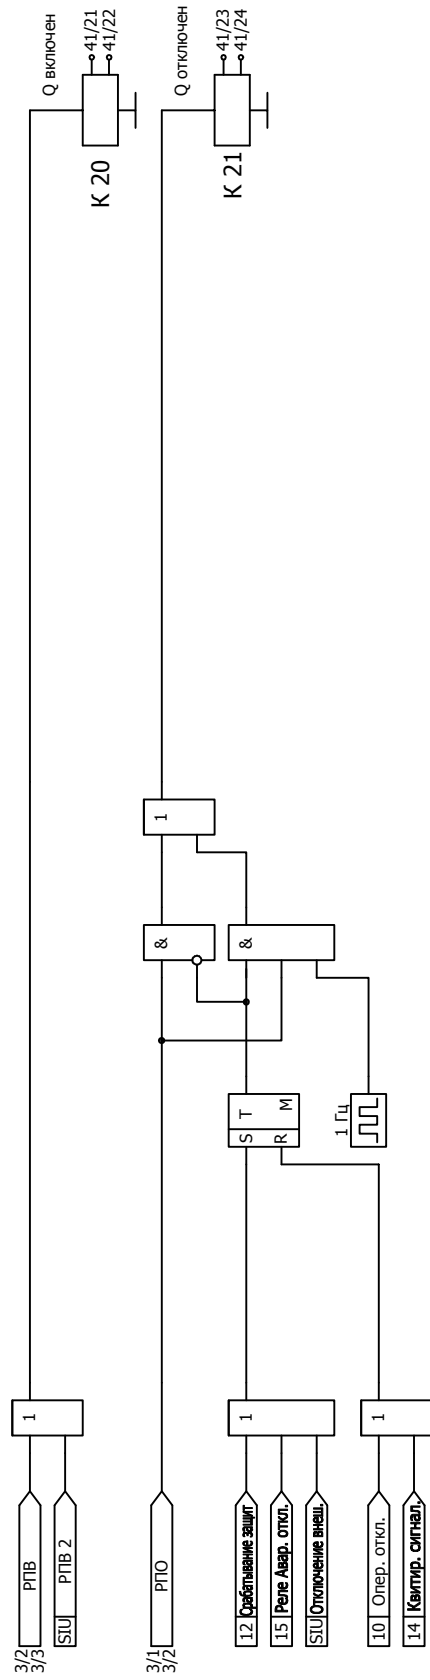 Q включен
41/21
41/22
К 20
Q отключен
41/23
41/24
К 21
1
&
&
S T
R M
1 Гц
1
1
1
3/2
3/3
РПВ
SIU РПВ 2
3/1
3/2
РПО
12 Срабатывание защит
15 Реле Авар. откл.
SIU Отключение внеш.
10 Опер. откл.
14 Квитир. сигнал.